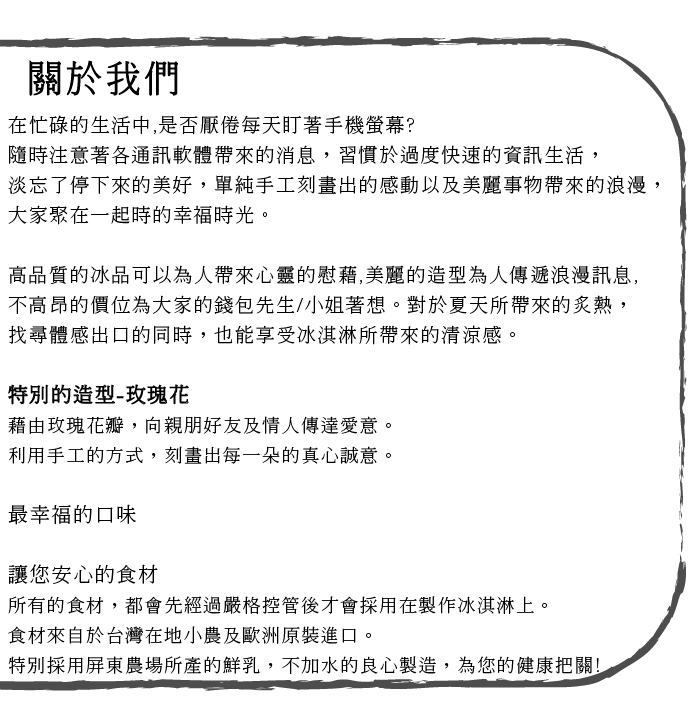 關於我們
在忙碌的生活中,是否厭倦每天盯著手機螢幕?
隨時注意著各通訊軟體帶來的消息，習慣於過度快速的資訊生活，
淡忘了停下來的美好，單純手工刻畫出的感動以及美麗事物帶來的浪漫，
大家聚在一起時的幸福時光。
高品質的冰品可以為人帶來心靈的慰藉,美麗的造型為人傳遞浪漫訊息,
不高昂的價位為大家的錢包先生/小姐著想。對於夏天所帶來的炙熱，
找尋體感出口的同時，也能享受冰淇淋所帶來的清涼感。
特別的造型-玫瑰花
藉由玫瑰花瓣，向親朋好友及情人傳達愛意。
利用手工的方式，刻畫出每一朵的真心誠意。
最幸福的口味
讓您安心的食材
所有的食材，都會先經過嚴格控管後才會採用在製作冰淇淋上。
食材來自於台灣在地小農及歐洲原裝進口。
特別採用屏東農場所產的鮮乳，不加水的良心製造，為您的健康把關!